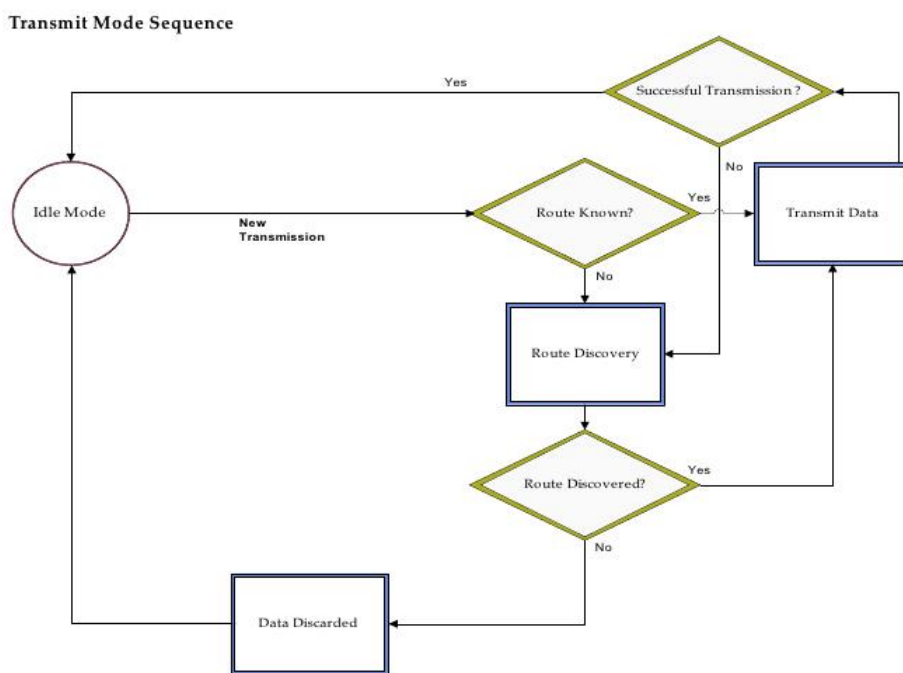 Transmit Mode Sequence
Yes
Successful Transmission ?
No
Idle Mode
New
Transmission
Route Known?
Yes
Transmit Data
No
Route Discovery
Route Discovered?
Yes
No
Data Discarded